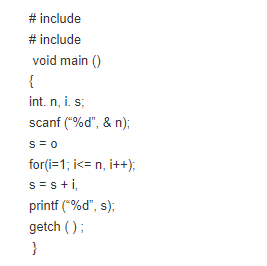 # include
# include
void main ()
{
int. n, i. s;
scanf (“%d”, & n);
s = o
for(i=1; i<= n, i++);
s = s + i,
printf (“%d”, s);
getch ( ) ;
}